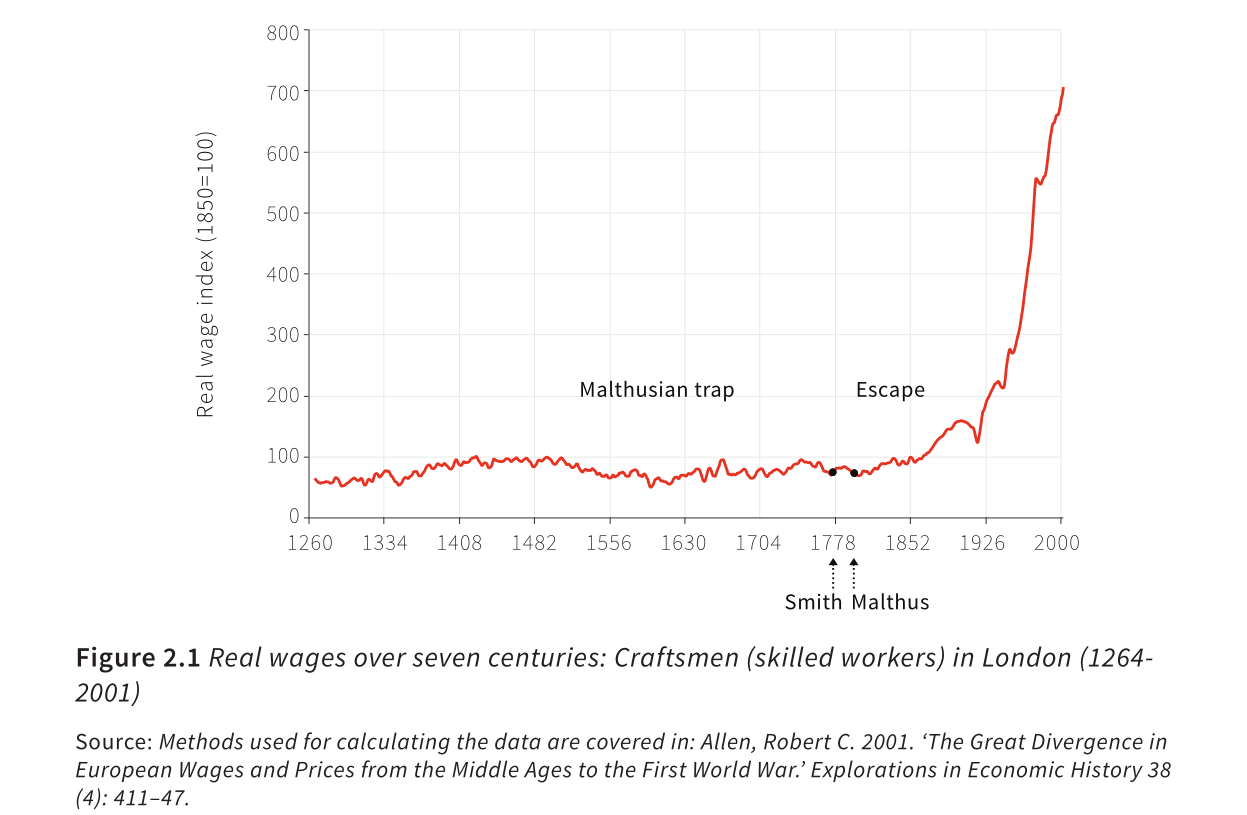 800
700
600
500
400
300
200
100
0
Real wage index (1850=100)
Malthusian trap
Escape
1260 1334 1408 1482 1556 1630 1704 1778 1852 1926 2000
Smith Malthus
Figure 2.1 Real wages over seven centuries: Craftsmen (skilled workers) in London (1264-
2001)
Source: Methods used for calculating the data are covered in: Allen, Robert C. 2001. ‘The Great Divergence in
European Wages and Prices from the Middle Ages to the First World War.’ Explorations in Economic History 38
(4): 411–47.